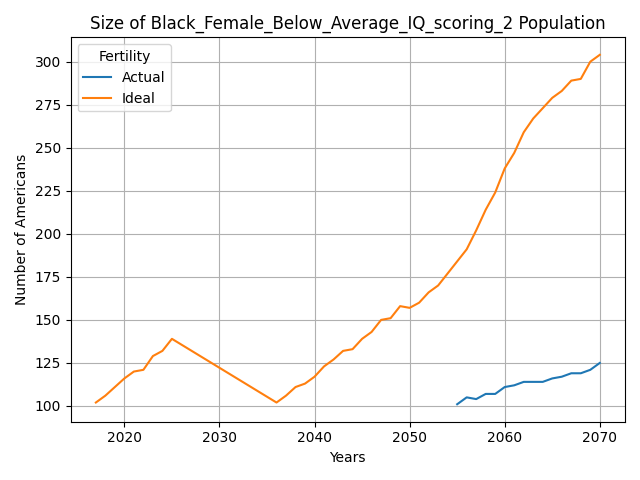 Size of Black_Female_Below_Average_IQ_scoring_2 Population
Fertility
Actual
Ideal
Number of Americans
300
275
250
225
200
175
150
125
100
2020 2030 2040 2050 2060 2070
Years